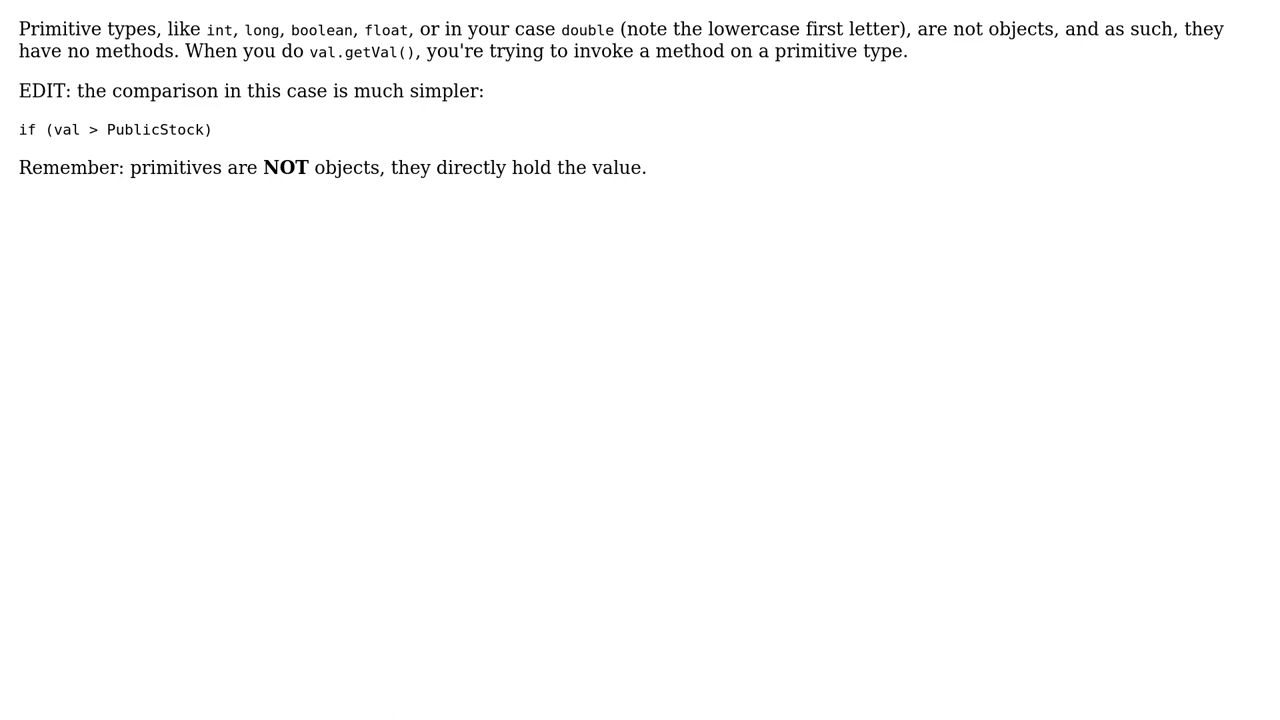 Primitive types, like int, long, boolean, float, or in your case double (note the lowercase first letter), are not objects, and as such, they
have no methods. When you do val.getVal(), you're trying to invoke a method on a primitive type.
EDIT: the comparison in this case is much simpler:
if (val > PublicStock)
Remember: primitives are NOT objects, they directly hold the value.